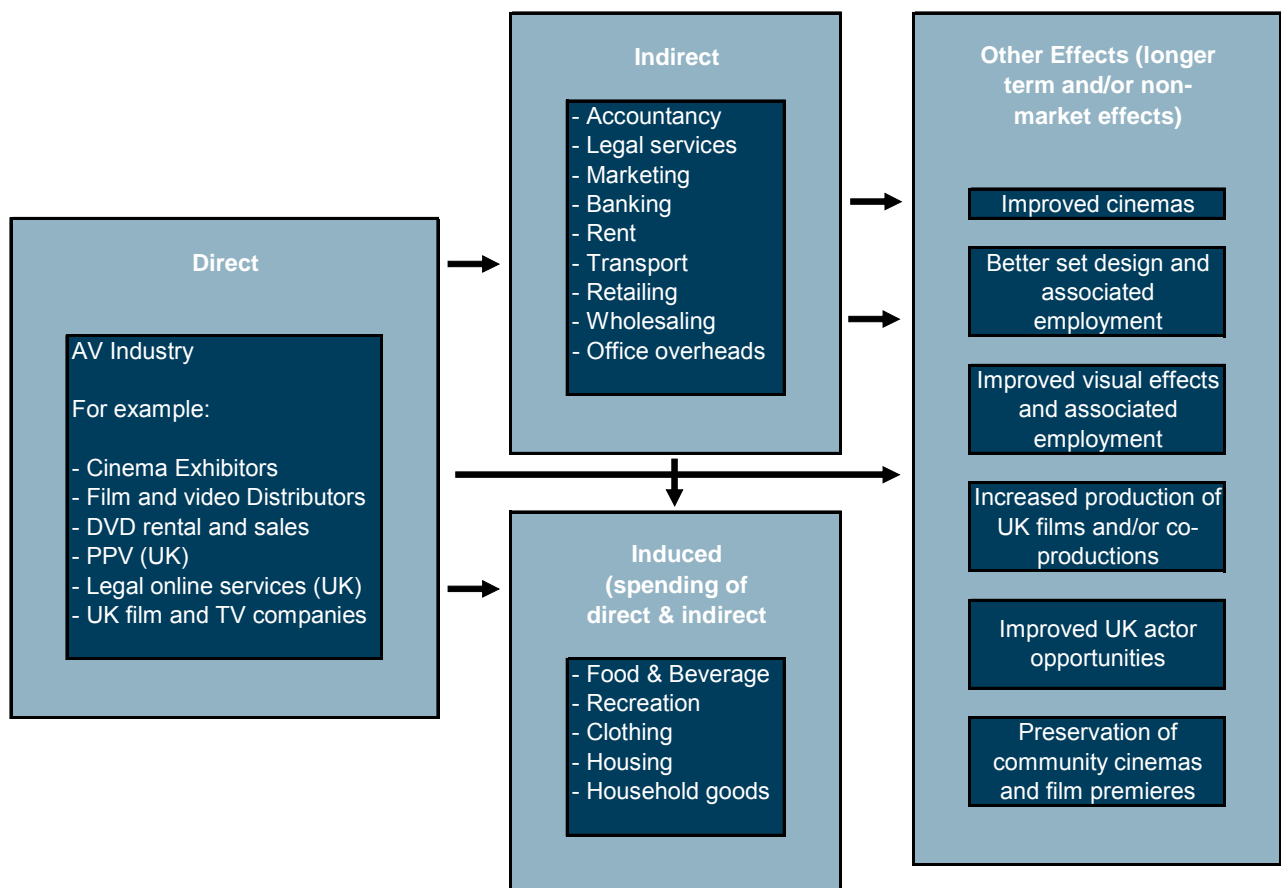 Direct
AV Industry
For example:
- Cinema Exhibitors
- Film and video Distributors
- DVD rental and sales
- PPV (UK)
- Legal online services (UK)
- UK film and TV companies
Indirect
- Accountancy
- Legal services
- Marketing
- Banking
- Rent
- Transport
- Retailing
- Wholesaling
- Office overheads
Induced
(spending of
direct & indirect
- Food & Beverage
- Recreation
- Clothing
- Housing
- Household goods
Other Effects (longer
term and/or non-
market effects)
Improved cinemas
Better set design and
associated
employment
Improved visual effects
and associated
employment
Increased production of
UK films and/or co-
productions
Improved UK actor
opportunities
Preservation of
community cinemas
and film premieres